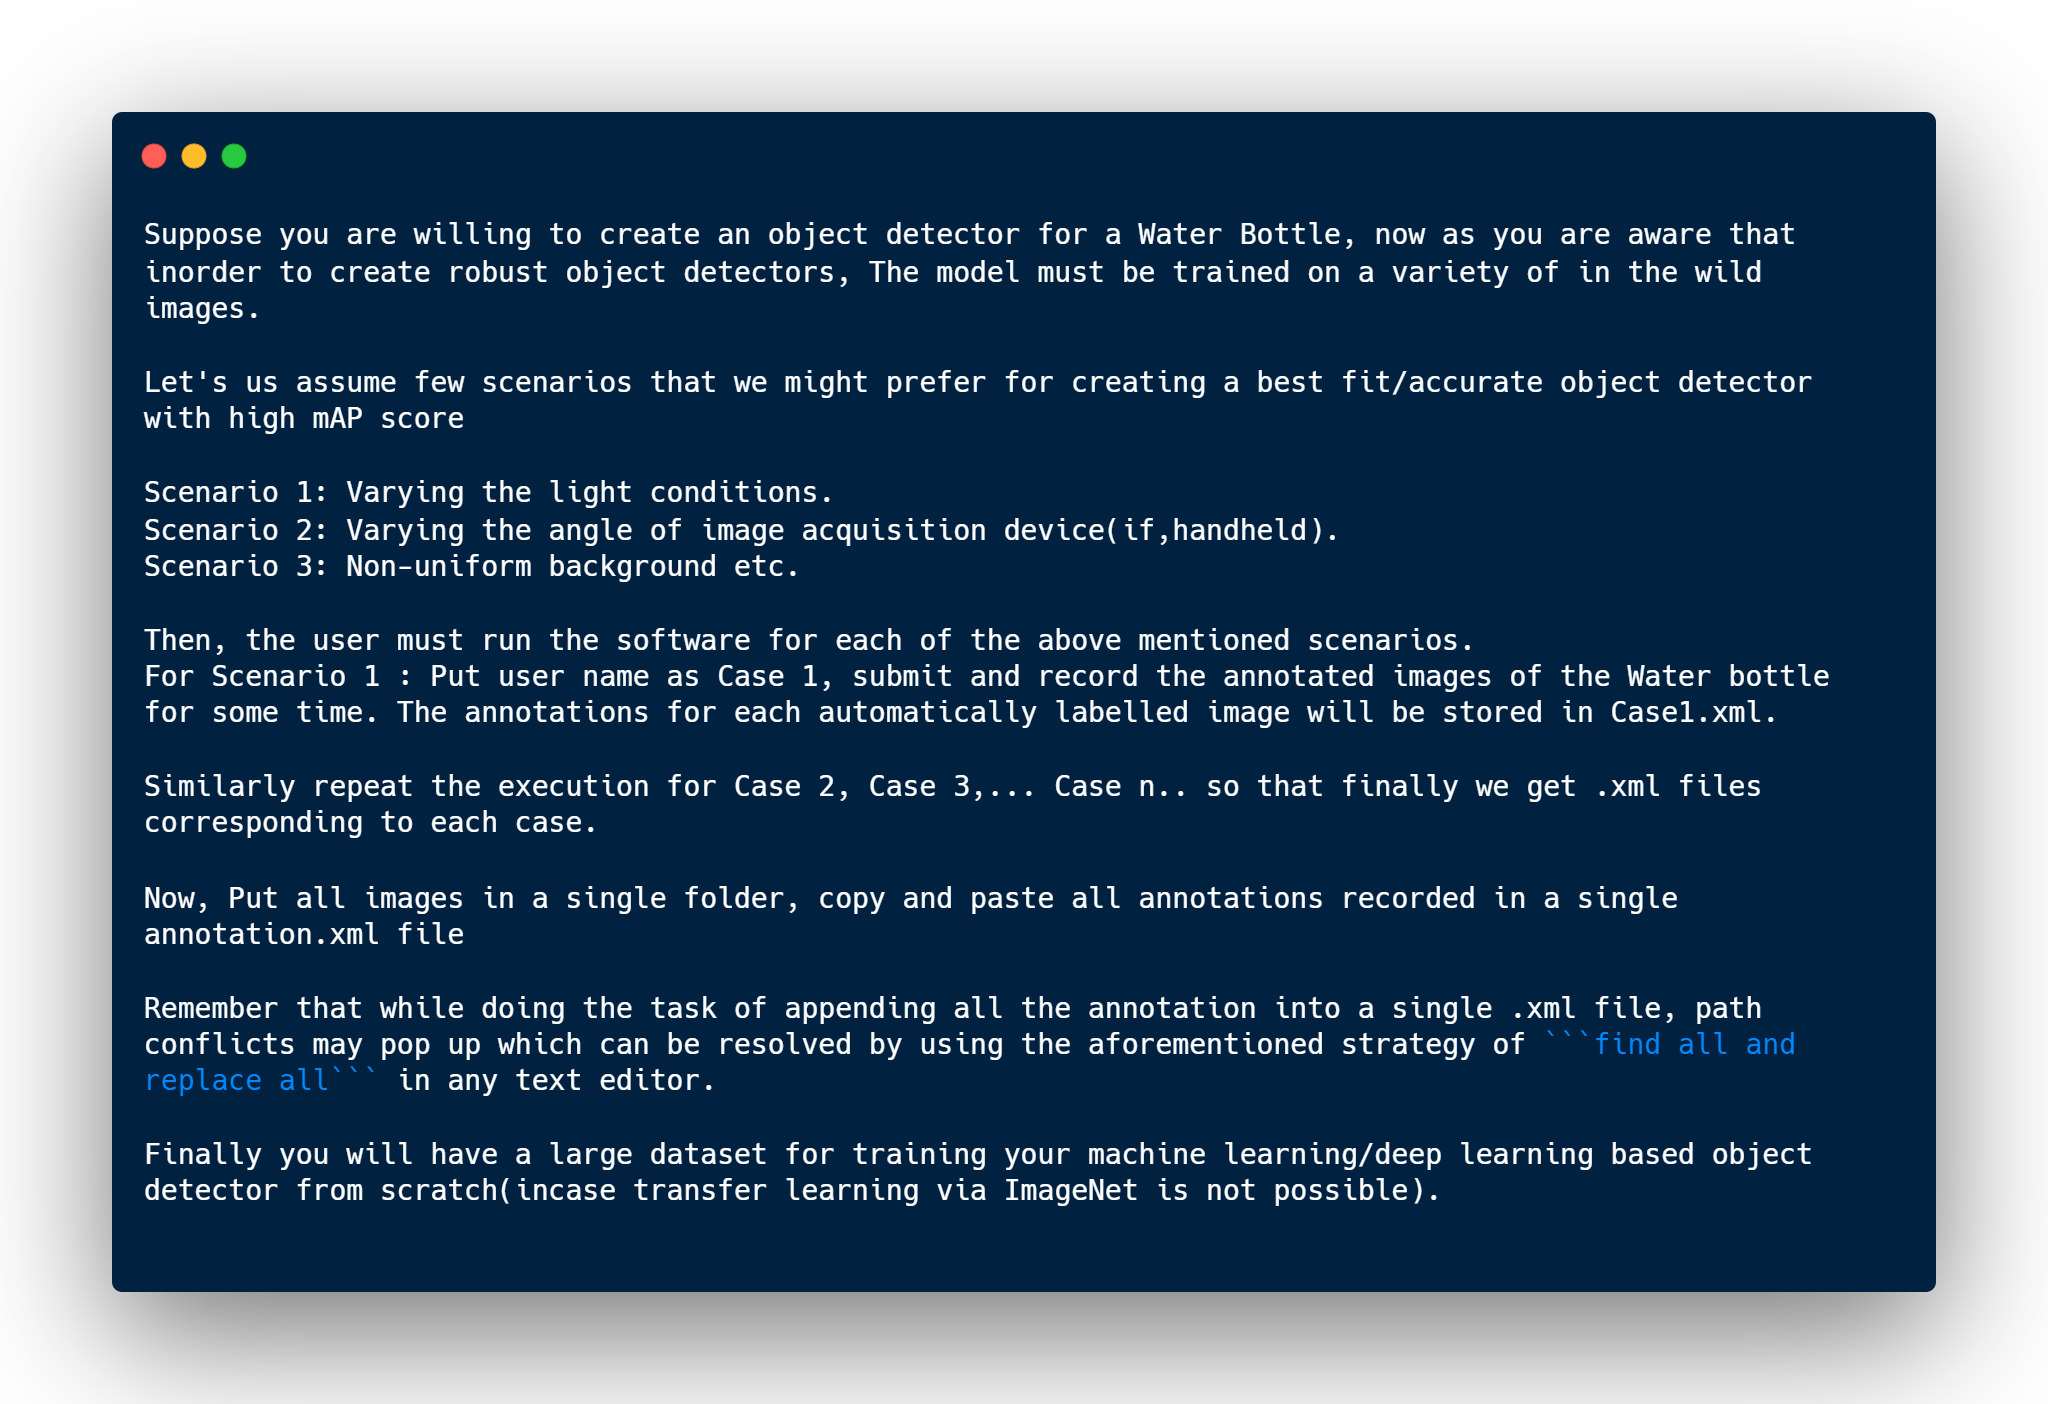 Suppose you are willing to create an object detector for a Water Bottle, now as you are aware that
inorder to create robust object detectors, The model must be trained on a variety of in the wild
images.
Let's us assume few scenarios that we might prefer for creating a best fit/accurate object detector
with high mAP score
Scenario 1: Varying the light conditions.
Scenario 2: Varying the angle of image acquisition device(if,handheld).
Scenario 3: Non-uniform background etc.
Then, the user must run the software for each of the above mentioned scenarios.
For Scenario 1 : Put user name as Case 1, submit and record the annotated images of the Water bottle
for some time. The annotations for each automatically labelled image will be stored in Case1.xml.
Similarly repeat the execution for Case 2, Case 3,... Case n.. so that finally we get .xml files
corresponding to each case.
Now, Put all images in a single folder, copy and paste all annotations recorded in a single
annotation.xml file
Remember that while doing the task of appending all the annotation into a single .xml file, path
conflicts may pop up which can be resolved by using the aforementioned strategy of ```find all and
replace all``` in any text editor.
Finally you will have a large dataset for training your machine learning/deep learning based object
detector from scratch(incase transfer learning via ImageNet is not possible).